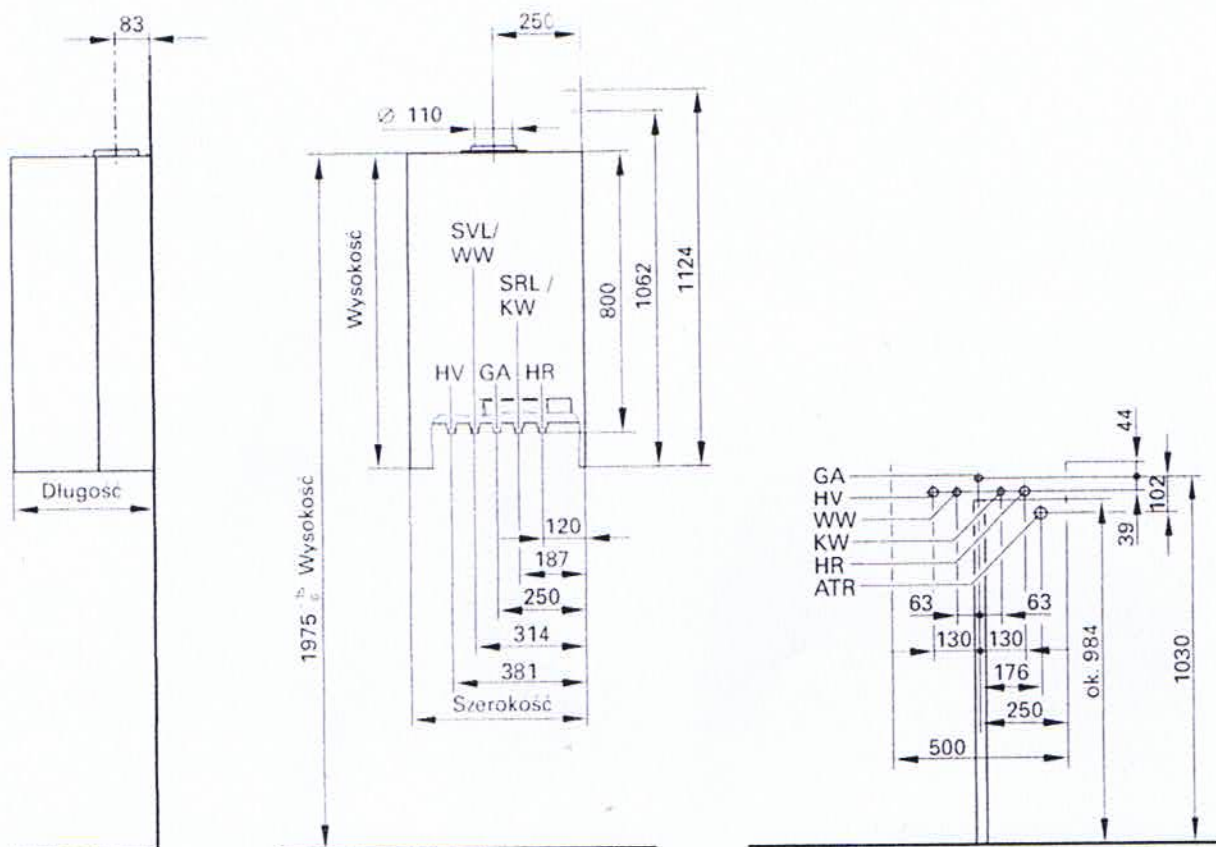 83
250
Ø 110
SVL/
WW
SRL /
KW
Wysokość
800
1062
1124
HV GA HR
Długość
120
187
250
314
381
Szerokość
1975
Wysokość
GA
HV
WW
KW
HR
ATR
44
102
39
63 63
130 130
176
250
500
ok. 984
1030